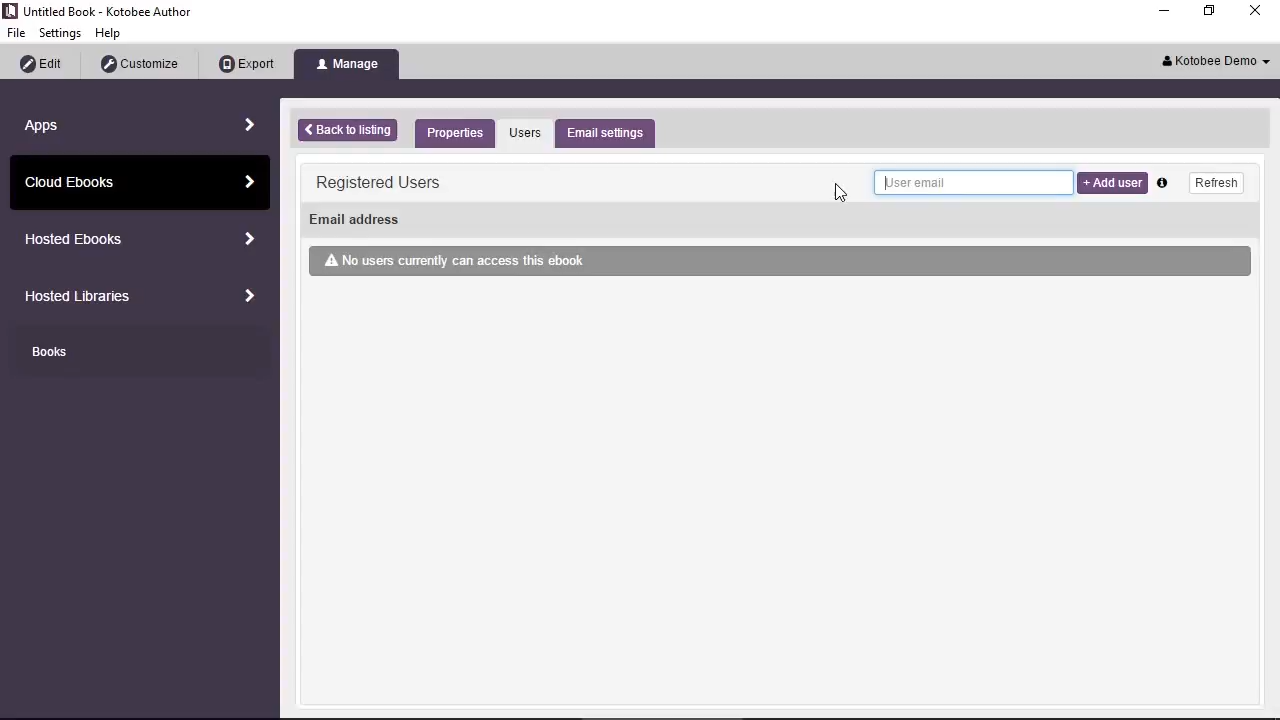 Untitled Book - Kotobee Author
File Settings Help
Edit Customize Export Manage Kotobee Demo
Apps
Cloud Ebooks
Hosted Ebooks
Hosted Libraries
Books
Back to listing Properties Users Email settings
Registered Users User email + Add user Refresh
Email address
No users currently can access this ebook